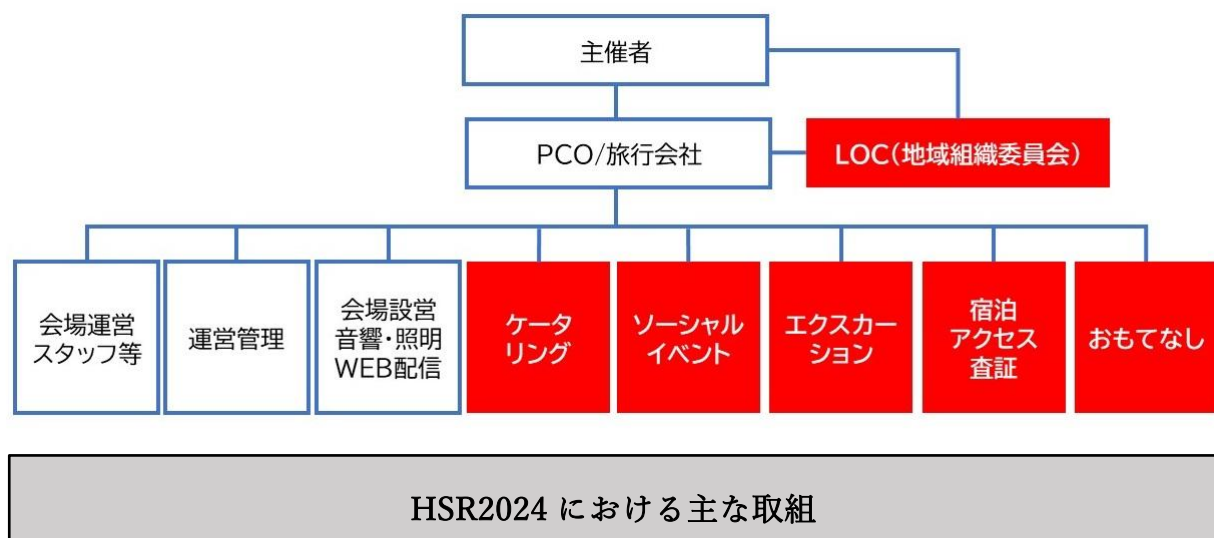 主催者
PCO/旅行会社
LOC(地域組織委員会)
会場運営
スタッフ等
運営管理
会場設営
音響・照明
WEB配信
ケータ
リング
ソーシャル
イベント
エクスカー
ション
宿泊
アクセス
査証
おもてなし
HSR2024 における主な取組